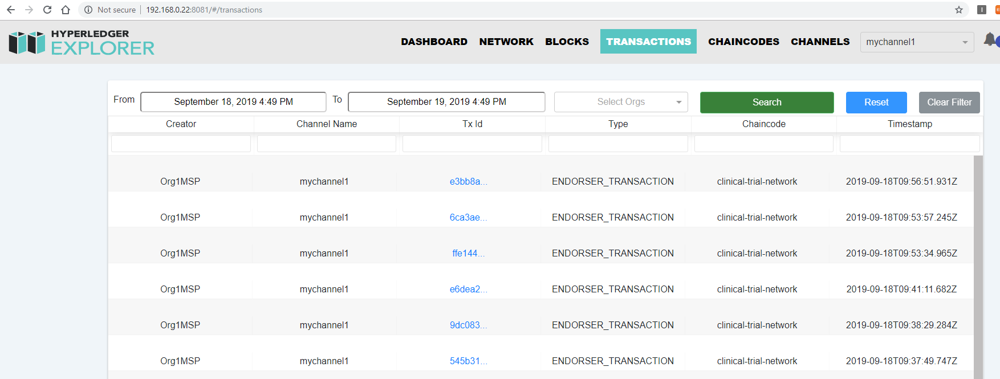 Not secure 192.168.0.22:8081/#/transactions
HYPERLEDGER
EXPLORER
DASHBOARD NETWORK BLOCKS TRANSACTIONS CHAINCODES CHANNELS mychannel1
From September 18, 2019 4:49 PM To September 19, 2019 4:49 PM Select Orgs Search Reset Clear Filter
Creator Channel Name Tx Id Type Chaincode Timestamp
Org1MSP mychannel1 e3bb8a... ENDORSER_TRANSACTION clinical-trial-network 2019-09-18T09:56:51.931Z
Org1MSP mychannel1 6ca3ae... ENDORSER_TRANSACTION clinical-trial-network 2019-09-18T09:53:57.245Z
Org1MSP mychannel1 ffe144... ENDORSER_TRANSACTION clinical-trial-network 2019-09-18T09:53:34.965Z
Org1MSP mychannel1 e6dea2... ENDORSER_TRANSACTION clinical-trial-network 2019-09-18T09:41:11.682Z
Org1MSP mychannel1 9dc083... ENDORSER_TRANSACTION clinical-trial-network 2019-09-18T09:38:29.284Z
Org1MSP mychannel1 545b31... ENDORSER_TRANSACTION clinical-trial-network 2019-09-18T09:37:49.747Z